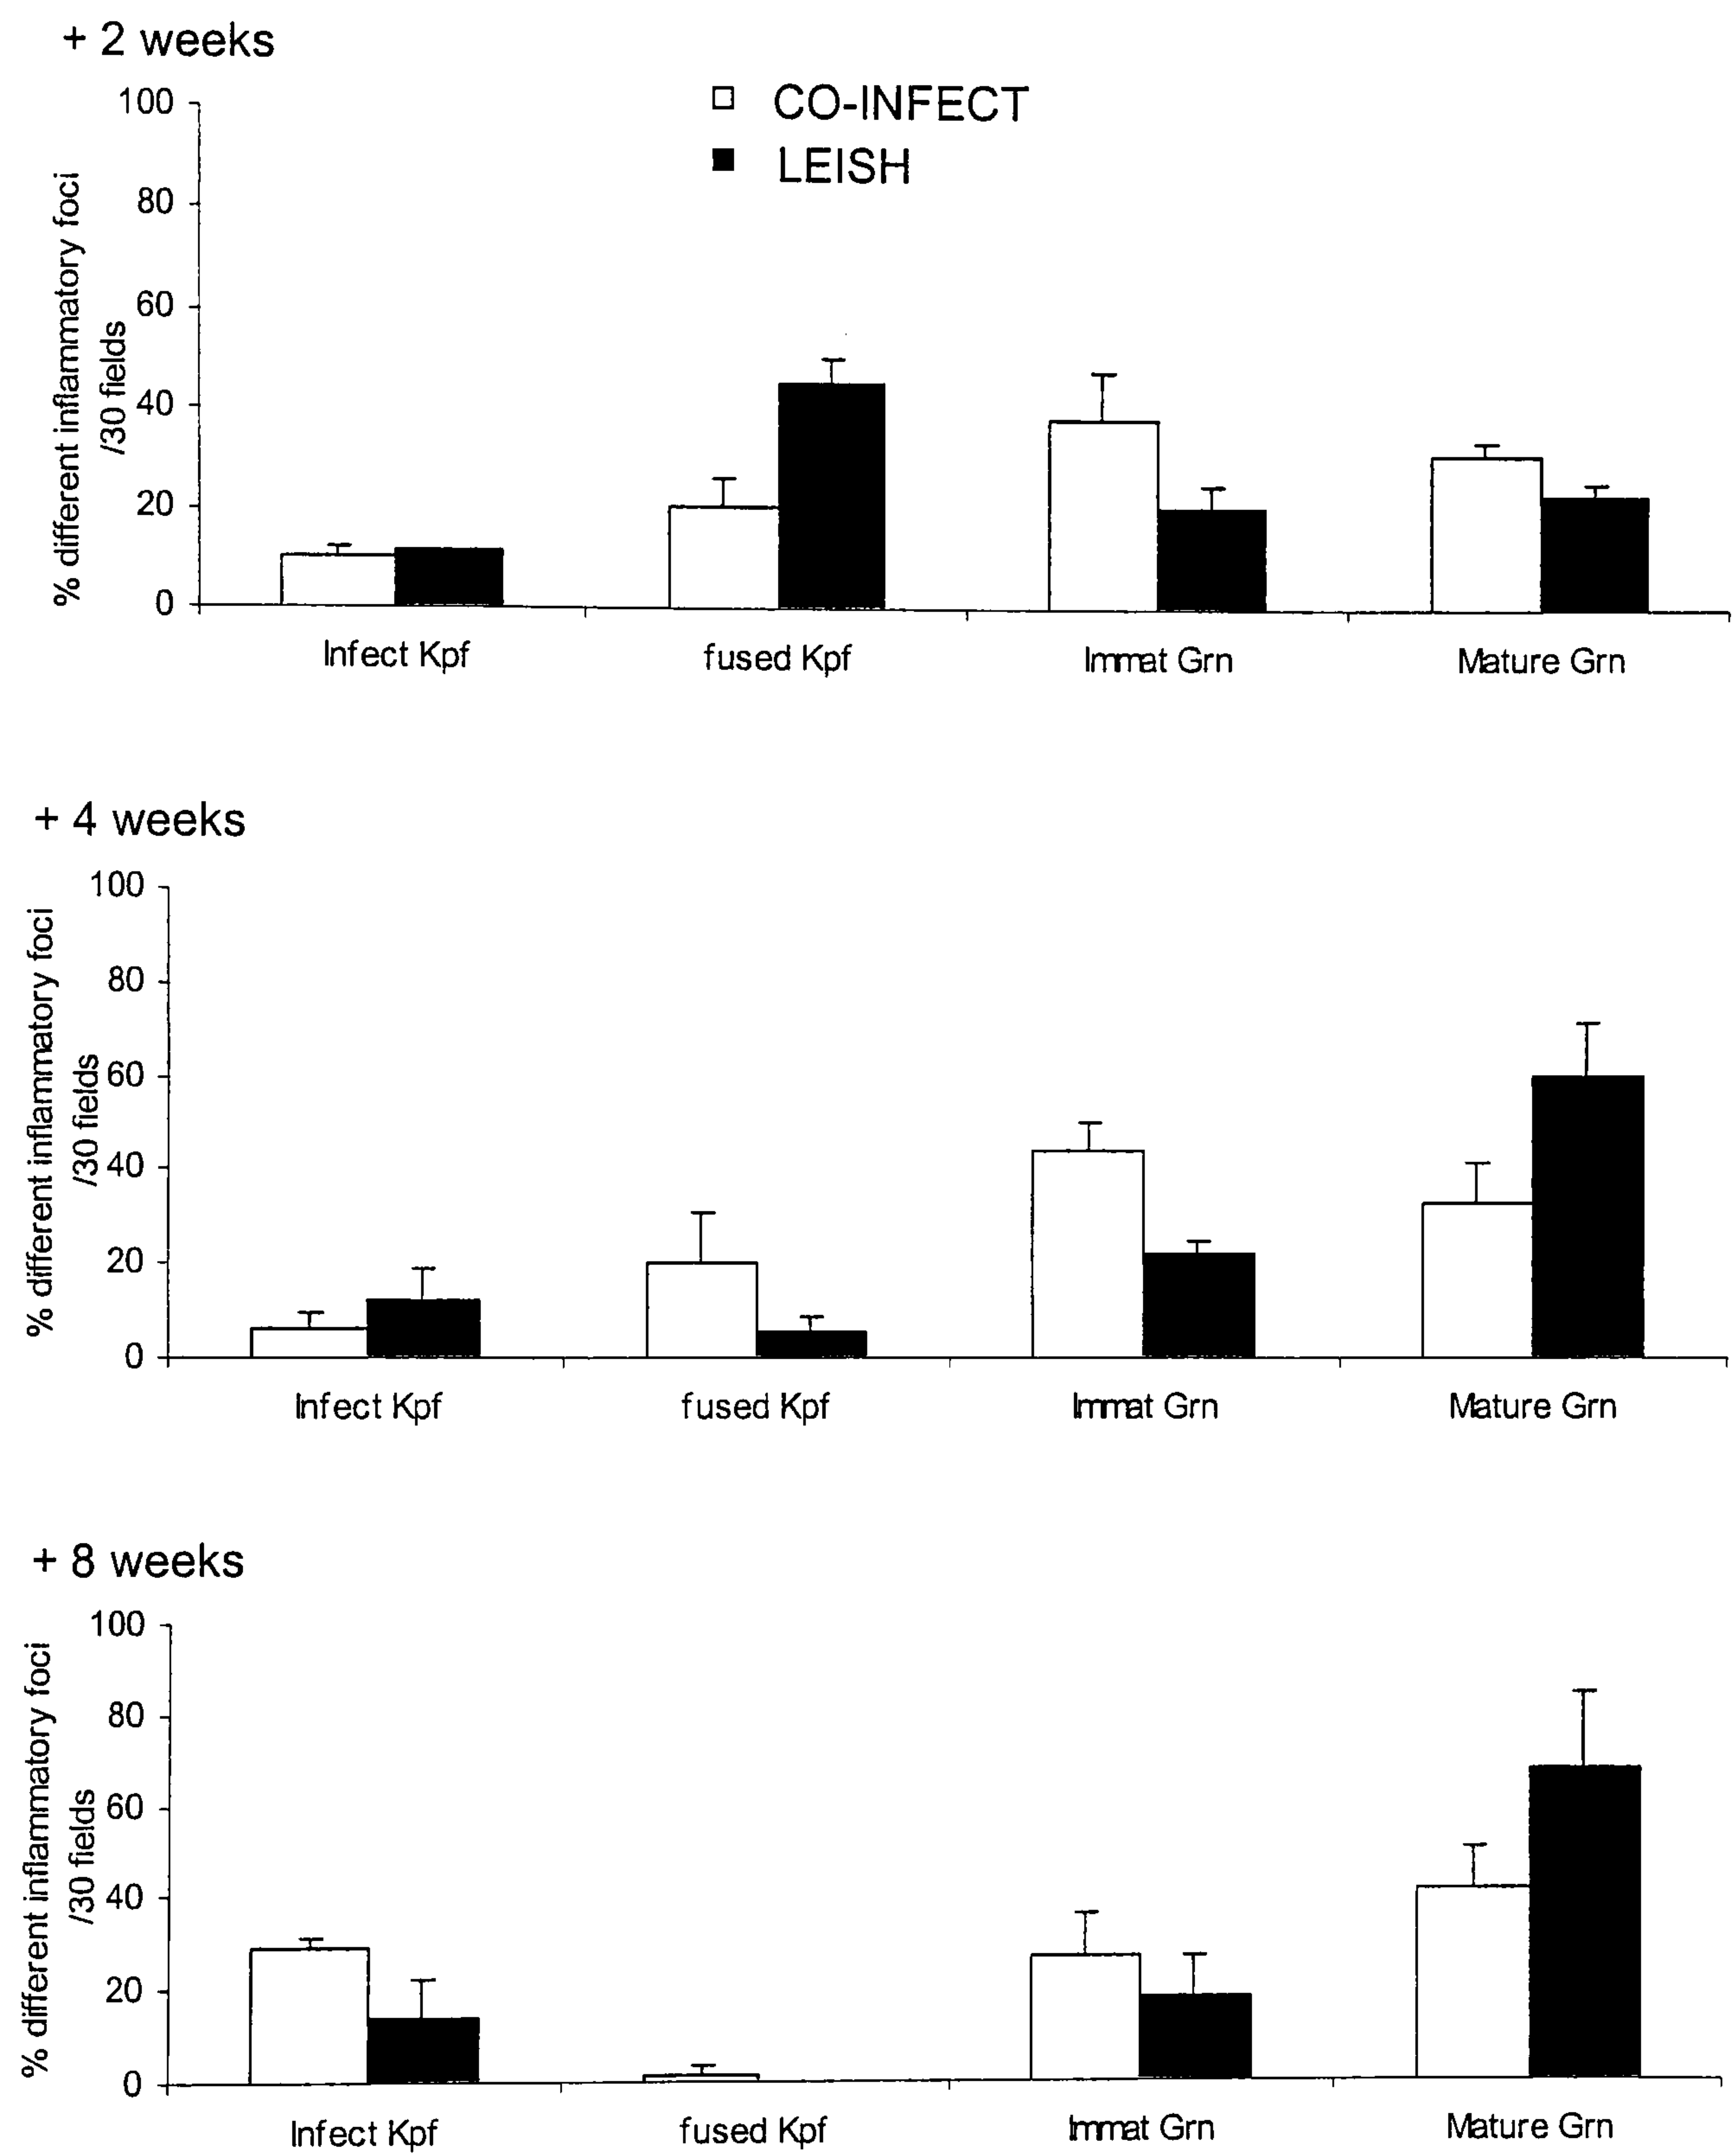 + 2 weeks
CO-INFECT
LEISH
% different inflammatory foci
/30 fields
100
80
60
40
20
0
Infect Kpf
fused Kpf
Immat Grn
Mature Grn
+ 4 weeks
% different inflammatory foci
/30 fields
100
80
60
40
20
0
Infect Kpf
fused Kpf
Immat Grn
Mature Grn
+ 8 weeks
% different inflammatory foci
/30 fields
100
80
60
40
20
0
Infect Kpf
fused Kpf
Immat Grn
Mature Grn